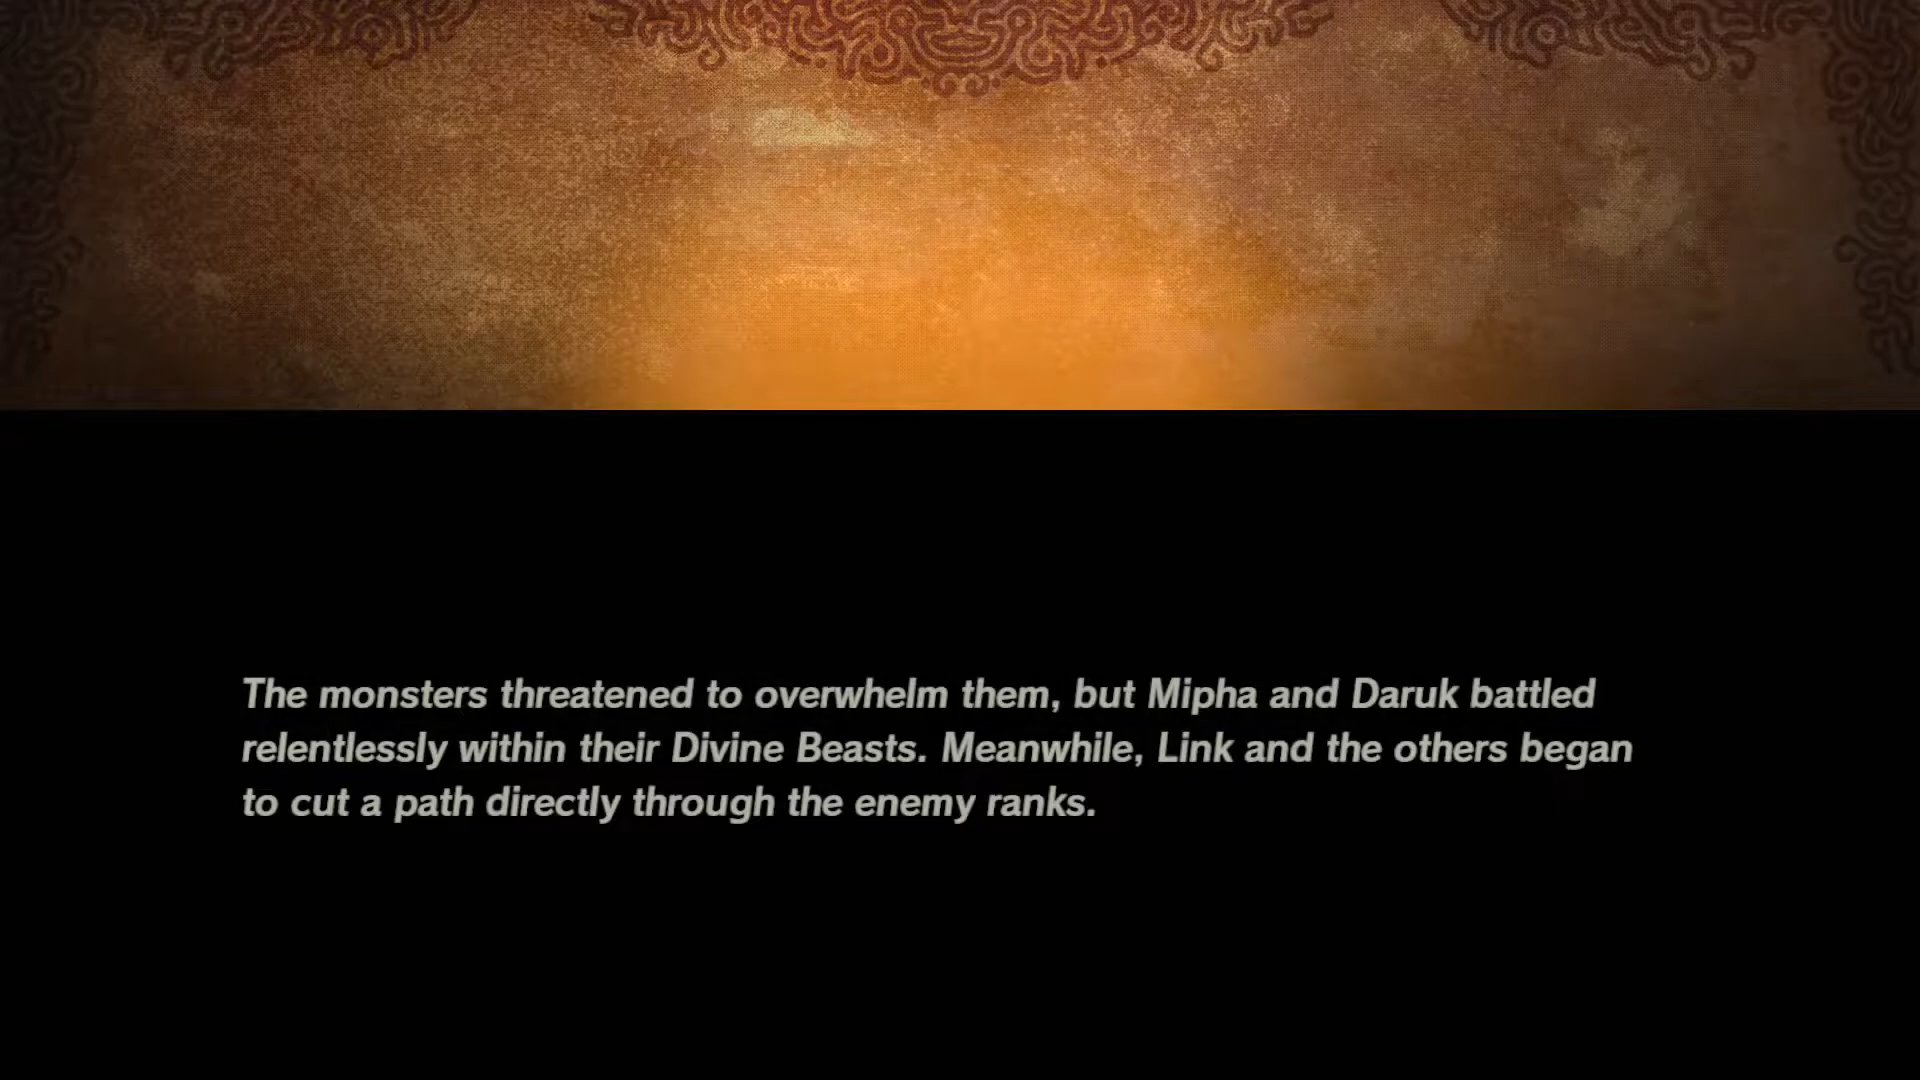 The monsters threatened to overwhelm them, but Mipha and Daruk battled
relentlessly within their Divine Beasts. Meanwhile, Link and the others began
to cut a path directly through the enemy ranks.